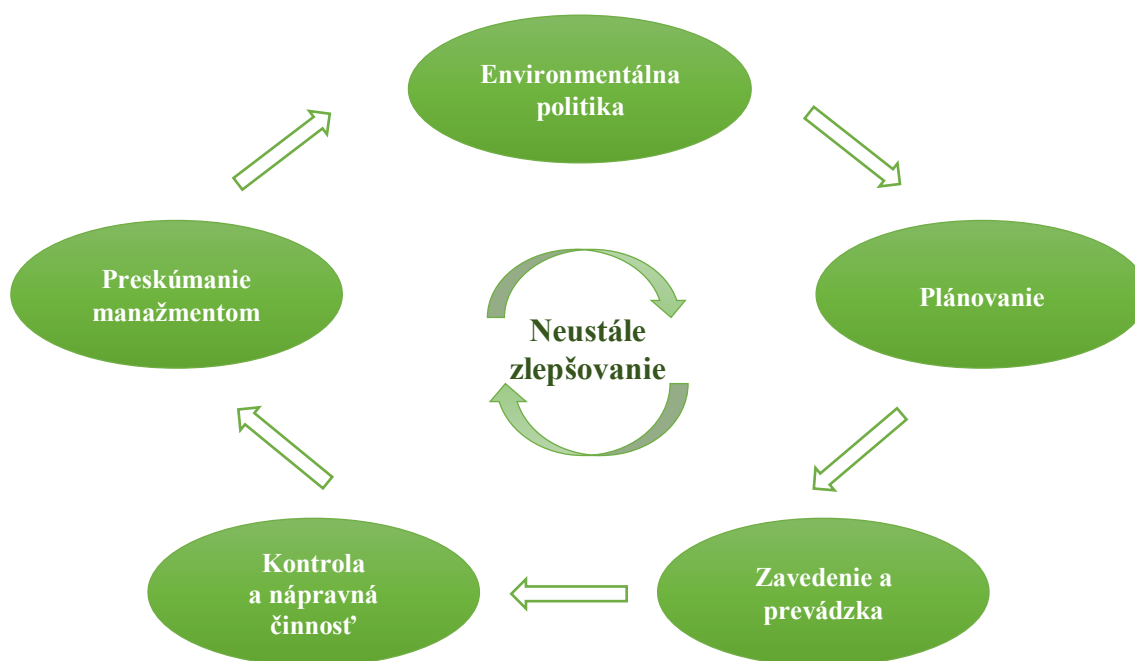 Environmentálna
politika
Plánovanie
Zavedenie a
prevádzka
Kontrola
a nápravná
činnosť
Preskúmanie
manažmentom
Neustále
zlepšovanie